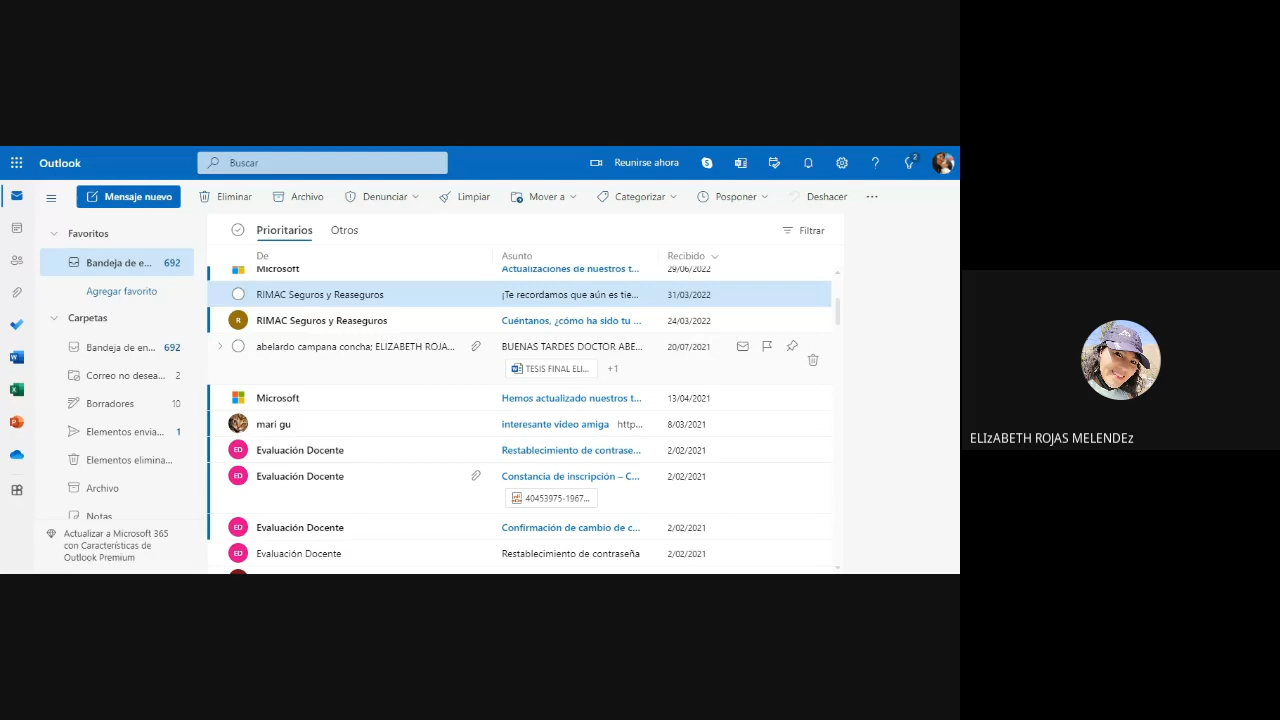 Outlook
Buscar
Reunirse ahora
2
Mensaje nuevo
Eliminar
Archivo
Denunciar
Limpiar
Mover a
Categorizar
Posponer
Deshacer
Favoritos
Bandeja de e... 692
Agregar favorito
Carpetas
Bandeja de en... 692
Correo no desea... 2
Borradores 10
Elementos envia... 1
Elementos elimina...
Archivo
Notas
Actualizar a Microsoft 365
con Características de
Outlook Premium
Prioritarios Otros
Filtrar
De Asunto Recibido
Microsoft Actualizaciones de nuestros t... 29/06/2022
RIMAC Seguros y Reaseguros ¡Te recordamos que aún es tie... 31/03/2022
R RIMAC Seguros y Reaseguros Cuéntanos, ¿cómo ha sido tu ... 24/03/2022
abelardo campana concha; ELIZABETH ROJA... BUENAS TARDES DOCTOR ABE... 20/07/2021
TESIS FINAL ELI... +1
Microsoft Hemos actualizado nuestros t... 13/04/2021
mari gu interesante video amiga http... 8/03/2021
ED Evaluación Docente Restablecimiento de contrase... 2/02/2021
ED Evaluación Docente Constancia de inscripción – C... 2/02/2021
40453975-1967...
ED Evaluación Docente Confirmación de cambio de c... 2/02/2021
ED Evaluación Docente Restablecimiento de contraseña 2/02/2021
ELIzABETH ROJAS MELENDEz